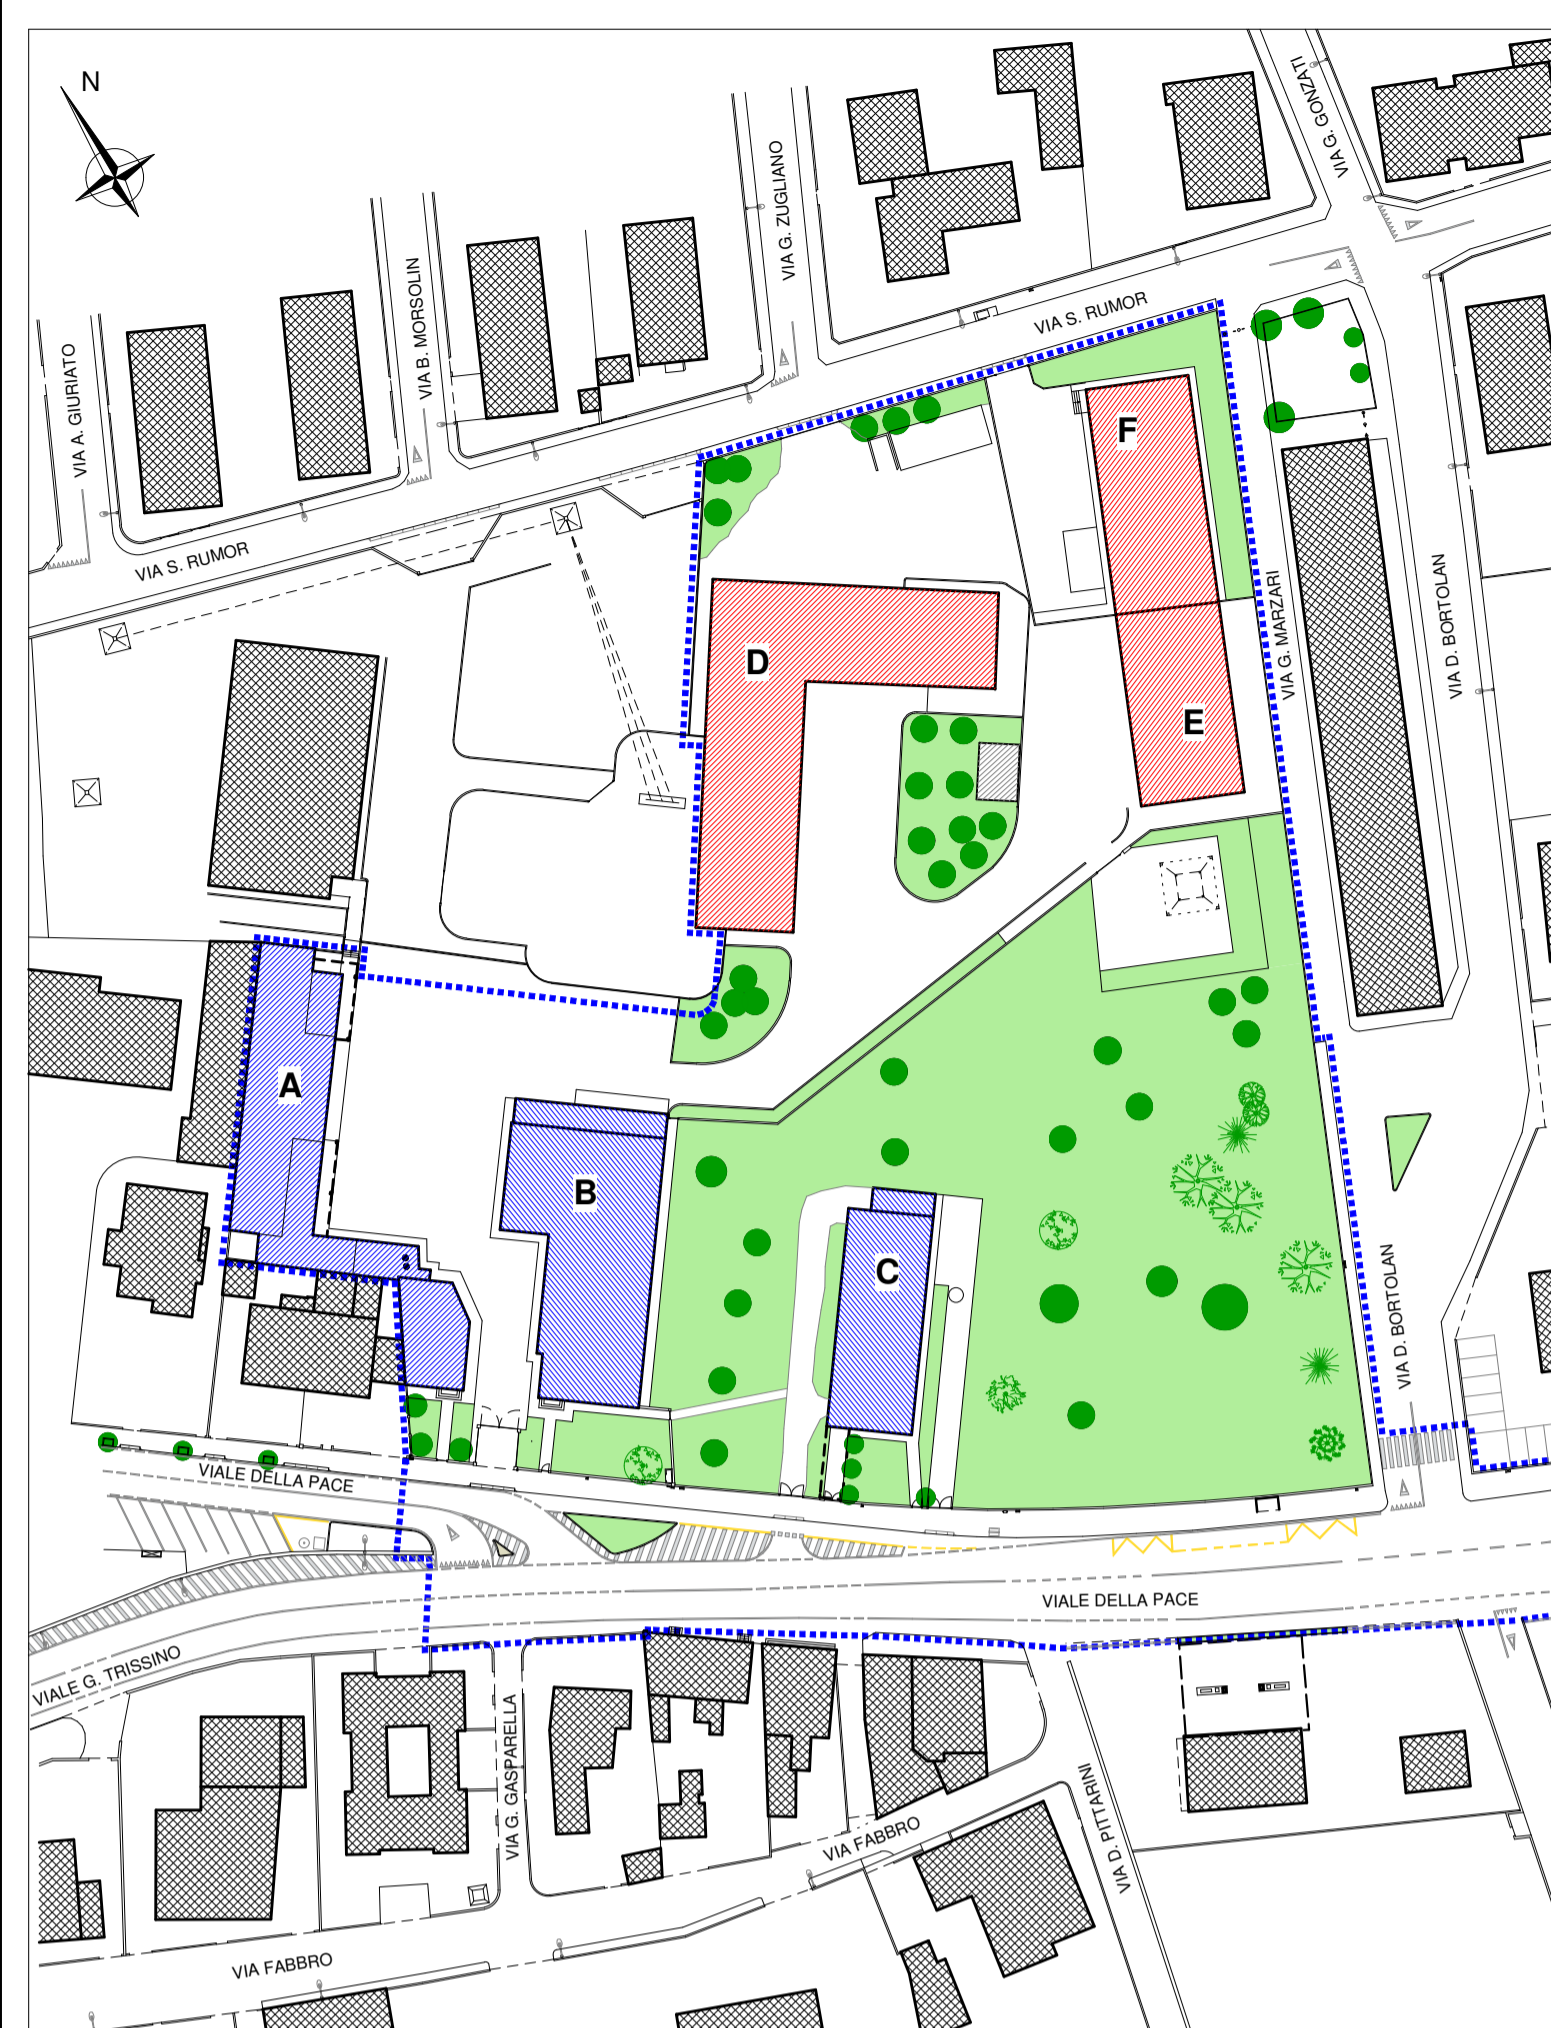 N
VIA G. GONZATI
VIA G. ZUGLIANO
VIA B. MORSOLIN
VIA S. RUMOR
VIA A. GIURIATO
F
VIA S. RUMOR
VIA G. MARZARI
VIA D. BORTOLAN
D
E
A
B
C
VIA D. BORTOLAN
VIALE DELLA PACE
VIALE DELLA PACE
VIALE G. TRISSINO
VIA G. GASPARELLA
VIA D. PITTARINI
VIA FABBRO
VIA FABBRO